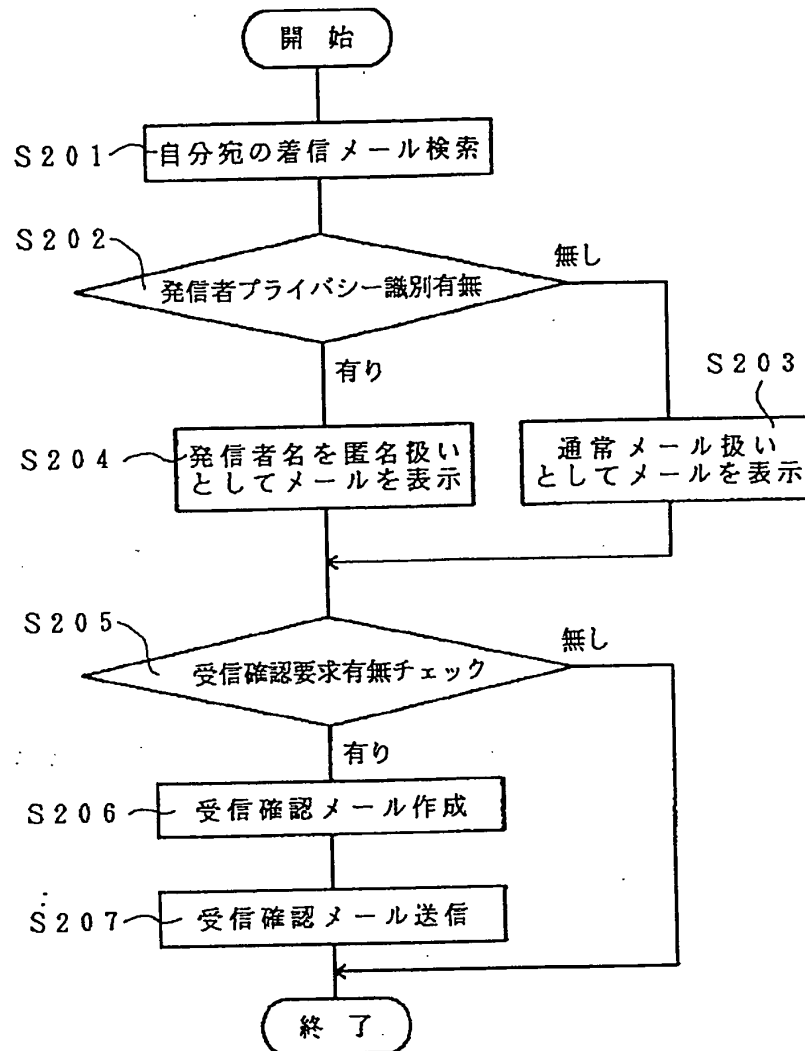 開始
S201
自分宛の着信メール検索
S202
発信者プライバシー識別有無
無し
有り
S203
通常メール扱い
としてメールを表示
S204
発信者名を匿名扱い
としてメールを表示
S205
受信確認要求有無チェック
無し
有り
S206
受信確認メール作成
S207
受信確認メール送信
終了